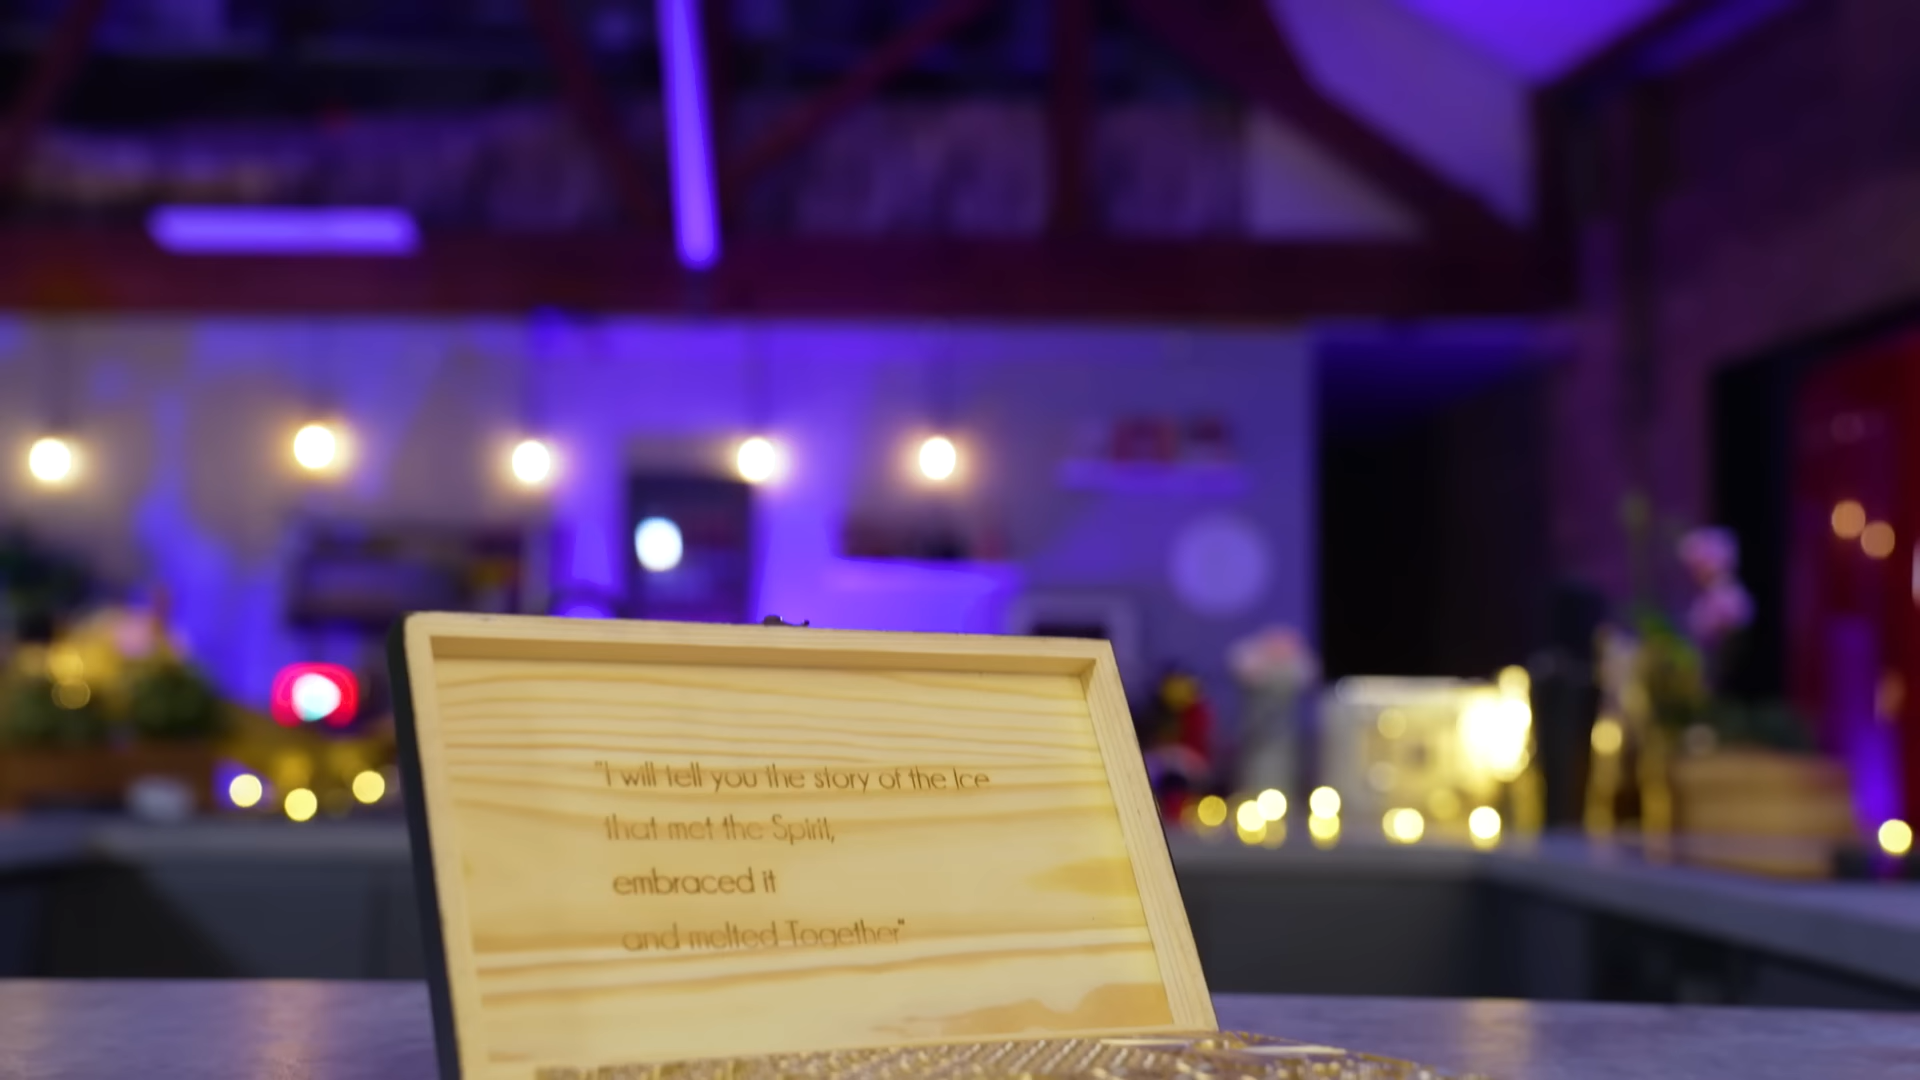 "I will tell you the story of the Ice
that met the Spirit,
embraced it
and melted Together"